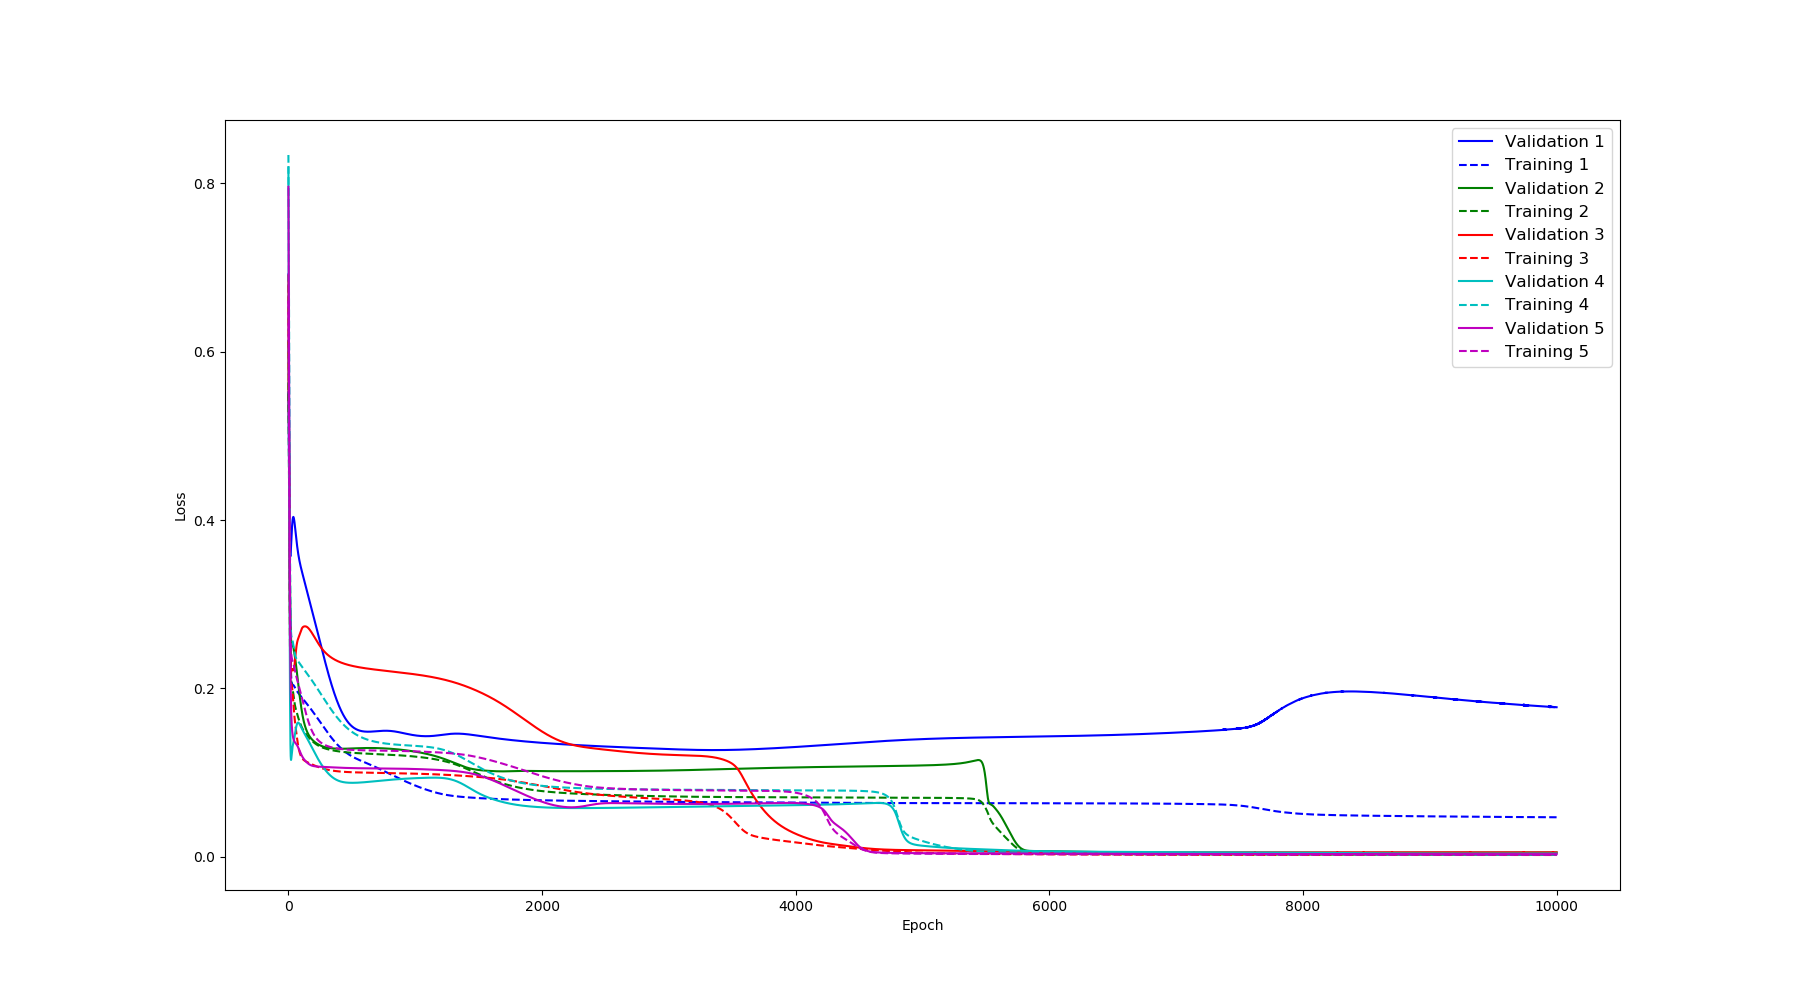 Validation 1
Training 1
Validation 2
Training 2
Validation 3
Training 3
Validation 4
Training 4
Validation 5
Training 5
0.8
0.6
0.4
0.2
0.0
Loss
0 2000 4000 6000 8000 10000
Epoch